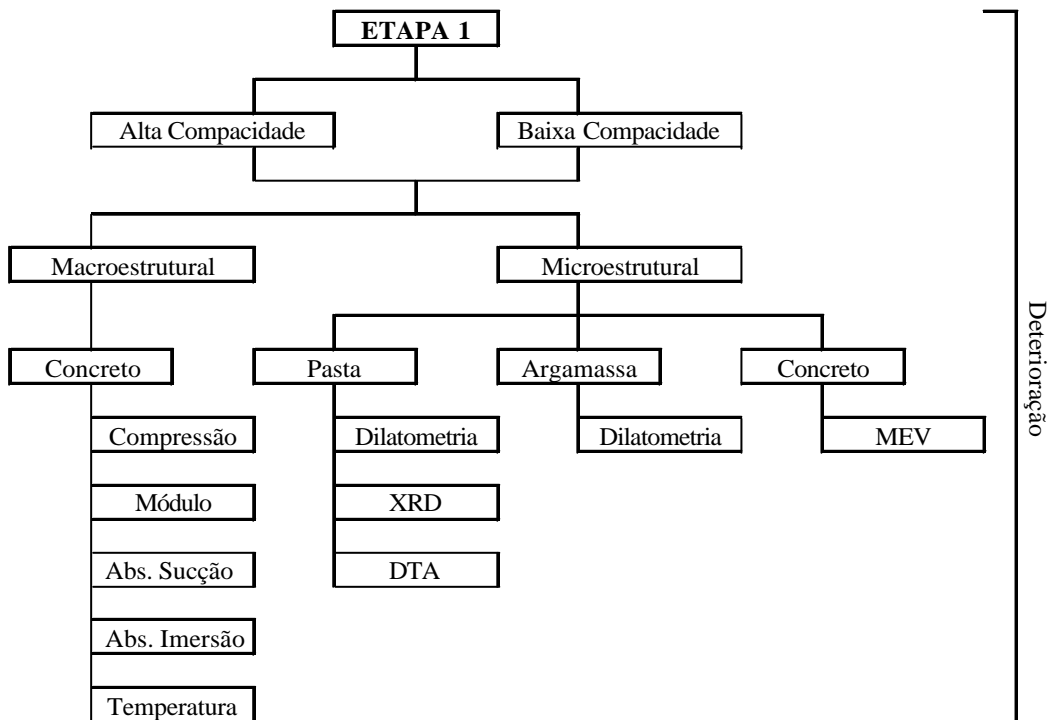 ETAPA 1
Alta Compacidade
Baixa Compacidade
Macroestrutural
Microestrutural
Concreto
Pasta
Argamassa
Concreto
Compressão
Dilatometria
Dilatometria
MEV
Módulo
XRD
Abs. Sucção
DTA
Abs. Imersão
Temperatura
Deterioração